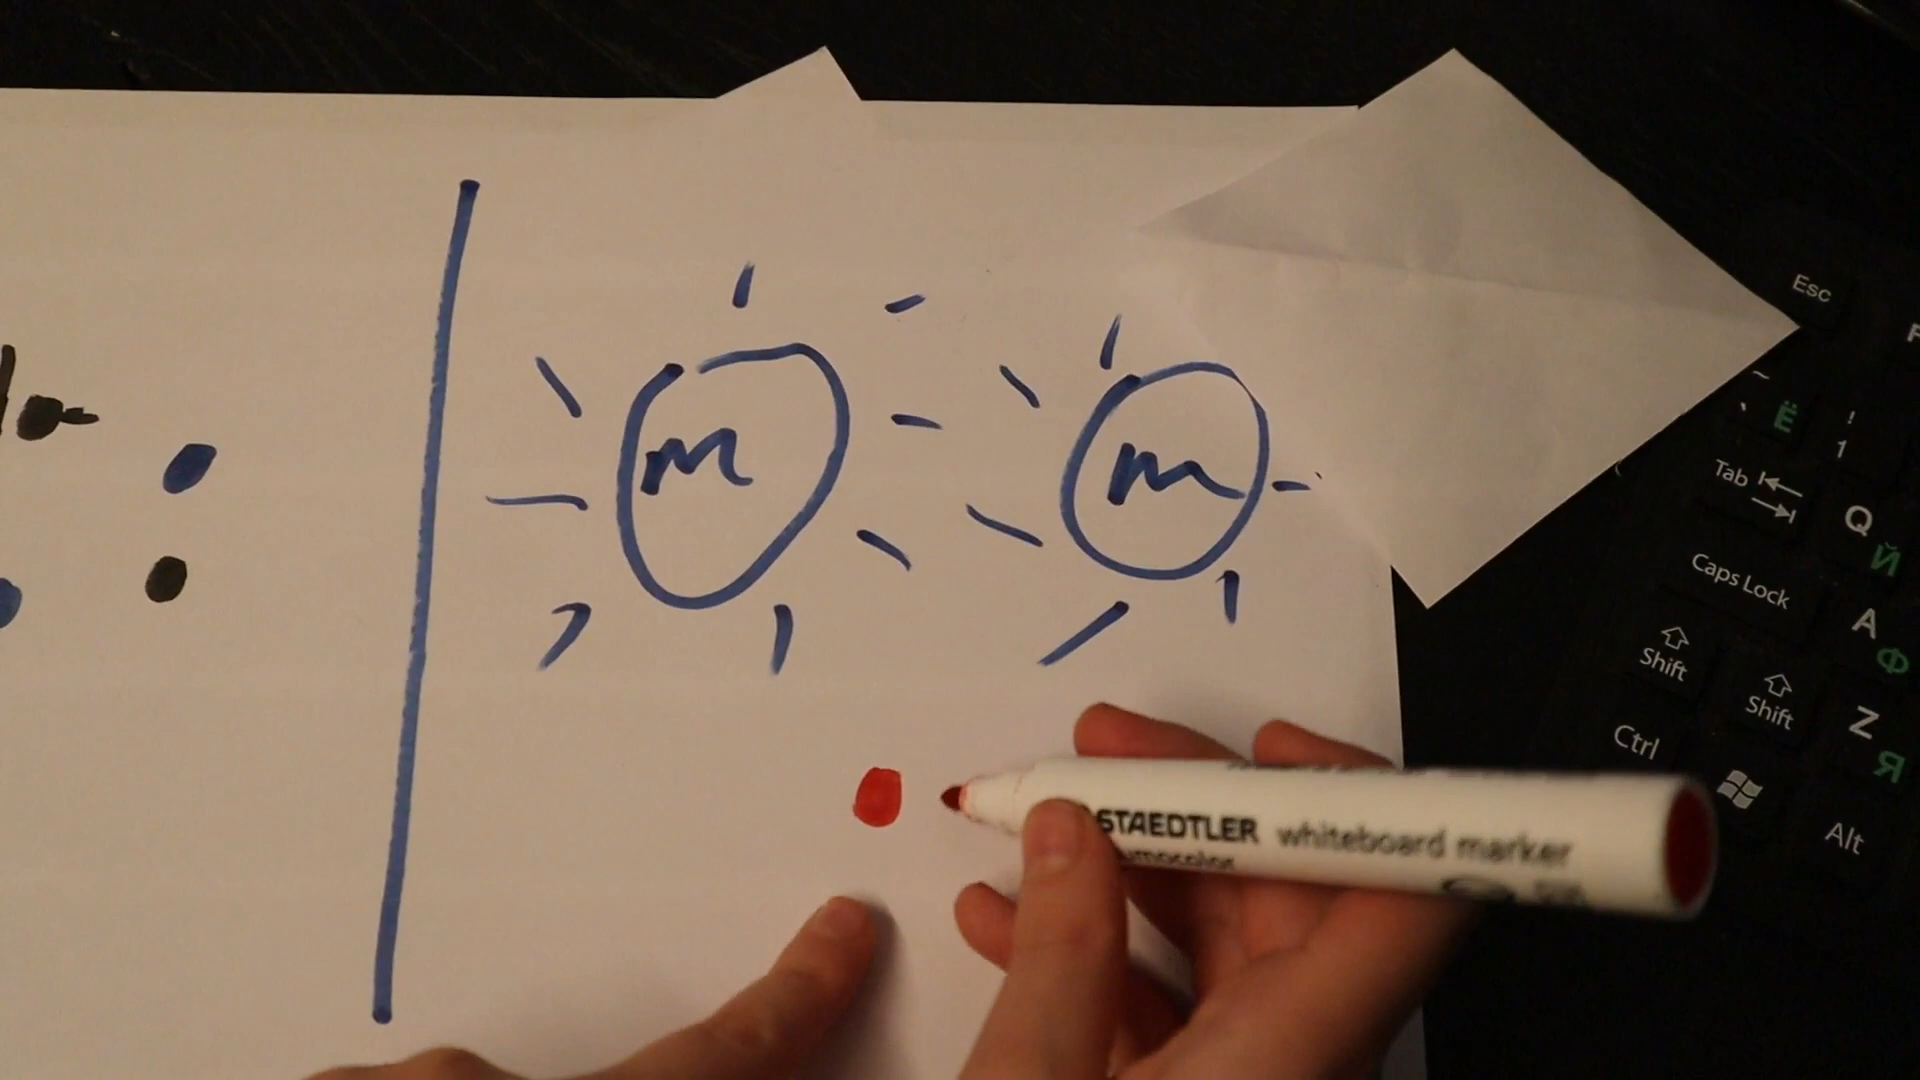 m
m
STAEDTLER whiteboard marker
Esc
~
` Ё
!
1
Tab
Q
Й
Caps Lock
A
Ф
Shift
Shift
Z
Я
Ctrl
Alt